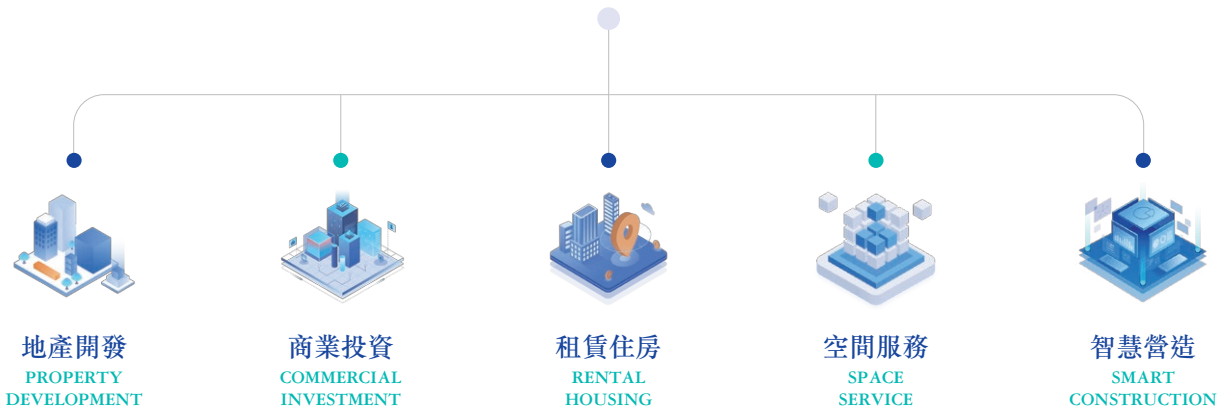 地產開發
PROPERTY
DEVELOPMENT
商業投資
COMMERCIAL
INVESTMENT
租賃住房
RENTAL
HOUSING
空間服務
SPACE
SERVICE
智慧營造
SMART
CONSTRUCTION